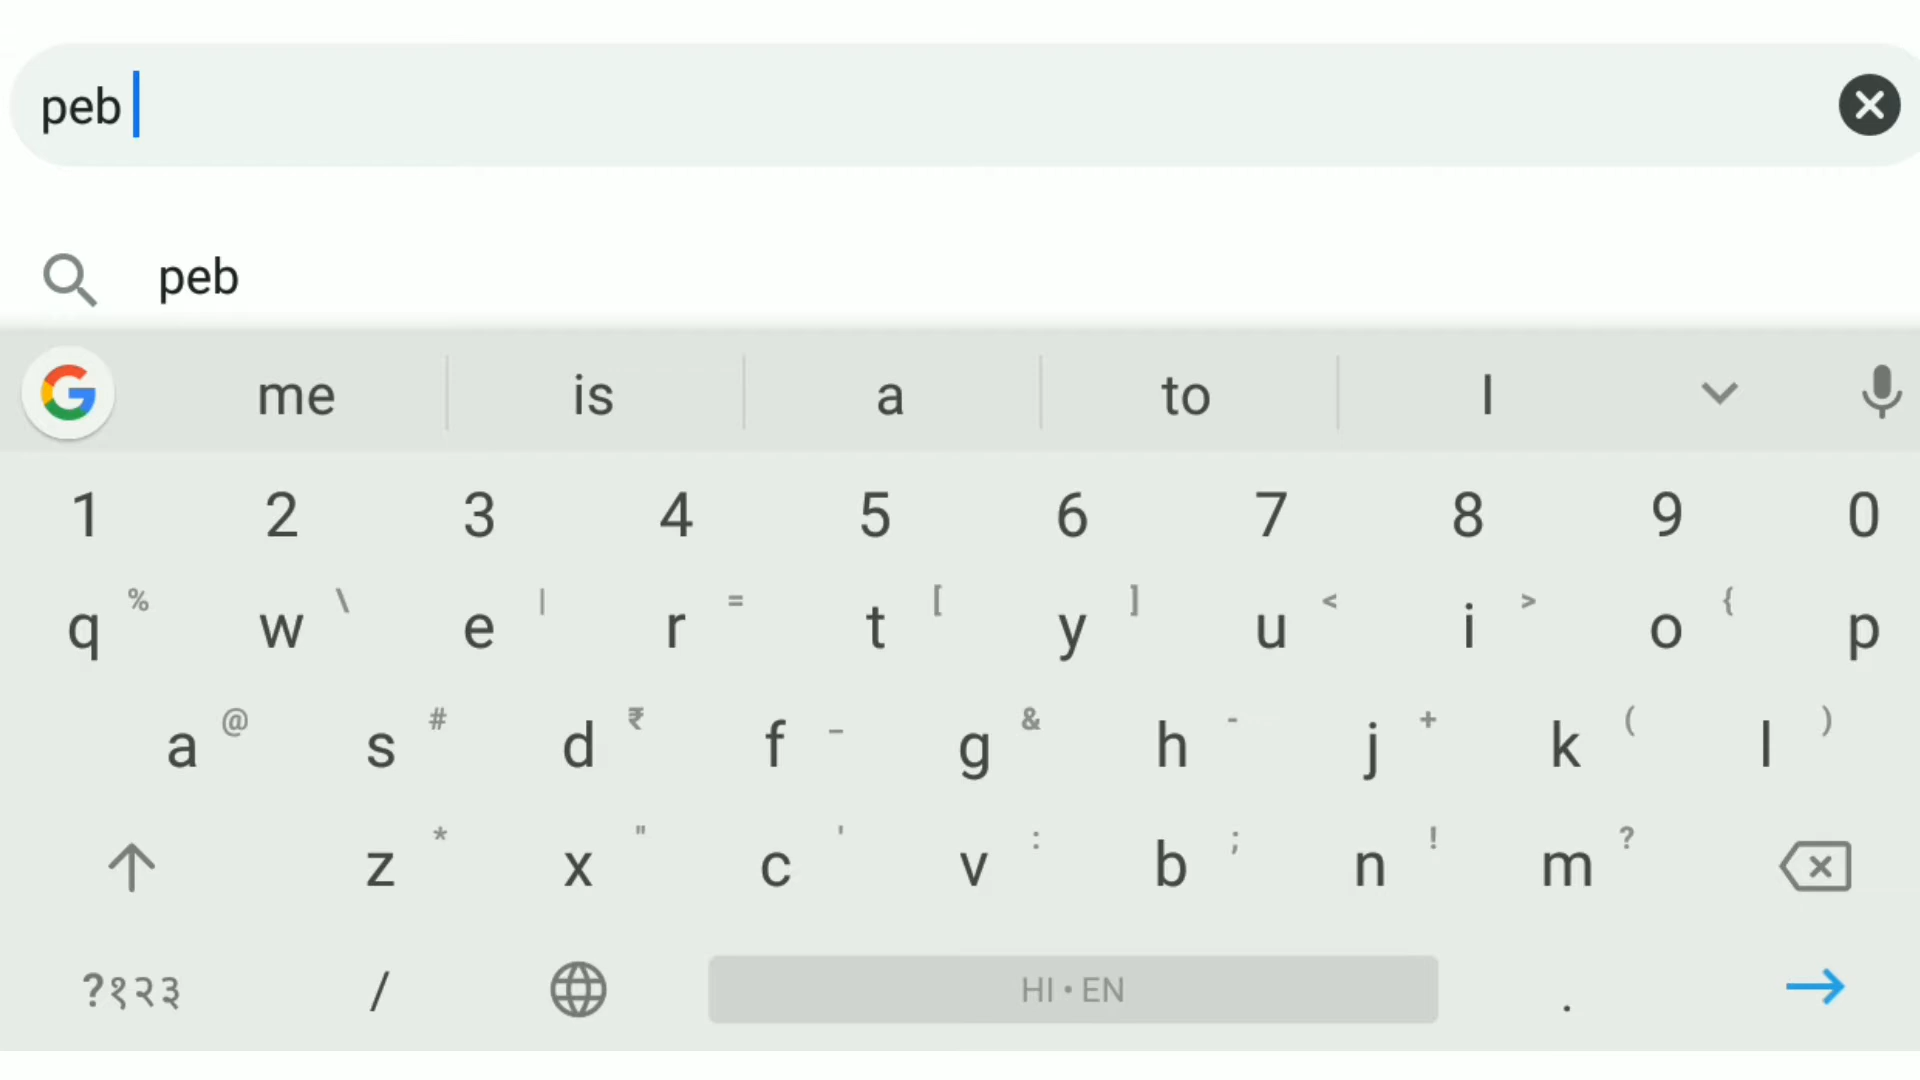 peb
peb
me is a to I
1 2 3 4 5 6 7 8 9 0
q % w \ e | r = t [ y ] u < i > o { p
a @ s # d ₹ f _ g & h - j + k ( l )
z * x " c ' v : b ; n ! m ?
?१२३ / HI • EN .